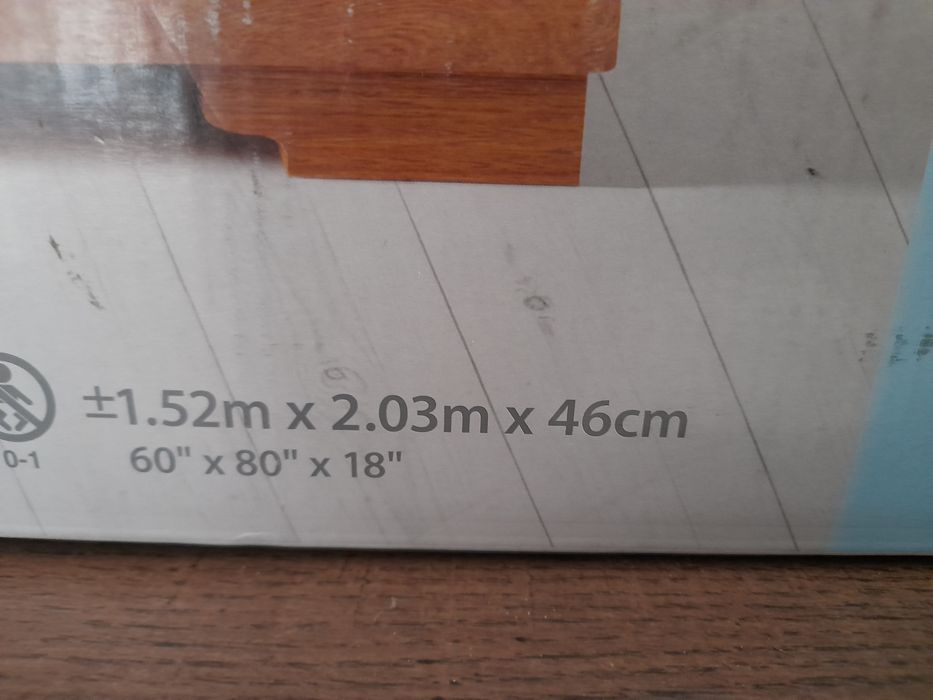 ±1.52m x 2.03m x 46cm
0-1
60" x 80" x 18"